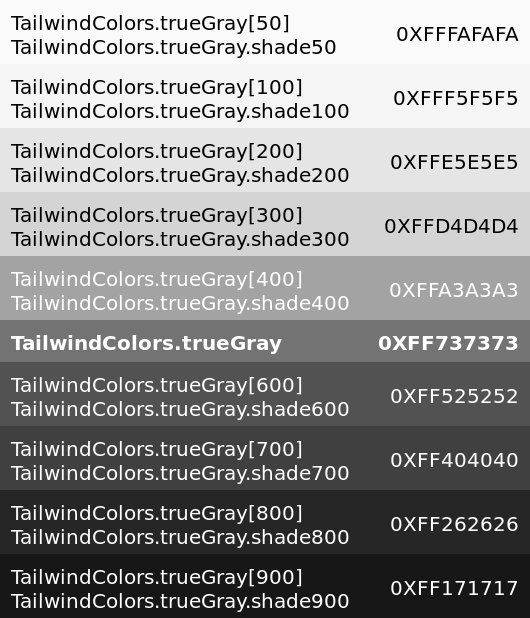 TailwindColors.trueGray[50]
TailwindColors.trueGray.shade50
0XFFFAFAFA
TailwindColors.trueGray[100]
TailwindColors.trueGray.shade100
0XFFF5F5F5
TailwindColors.trueGray[200]
TailwindColors.trueGray.shade200
0XFFE5E5E5
TailwindColors.trueGray[300]
TailwindColors.trueGray.shade300
0XFFD4D4D4
TailwindColors.trueGray[400]
TailwindColors.trueGray.shade400
0XFFA3A3A3
TailwindColors.trueGray
0XFF737373
TailwindColors.trueGray[600]
TailwindColors.trueGray.shade600
0XFF525252
TailwindColors.trueGray[700]
TailwindColors.trueGray.shade700
0XFF404040
TailwindColors.trueGray[800]
TailwindColors.trueGray.shade800
0XFF262626
TailwindColors.trueGray[900]
TailwindColors.trueGray.shade900
0XFF171717